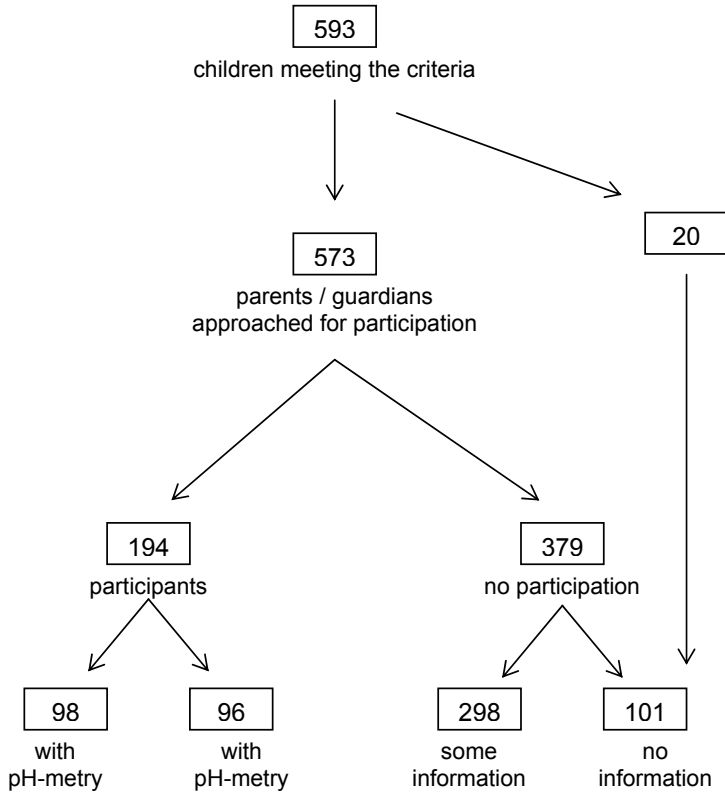 593
children meeting the criteria
20
573
parents / guardians
approached for participation
194
participants
379
no participation
98
with
pH-metry
96
with
pH-metry
298
some
information
101
no
information